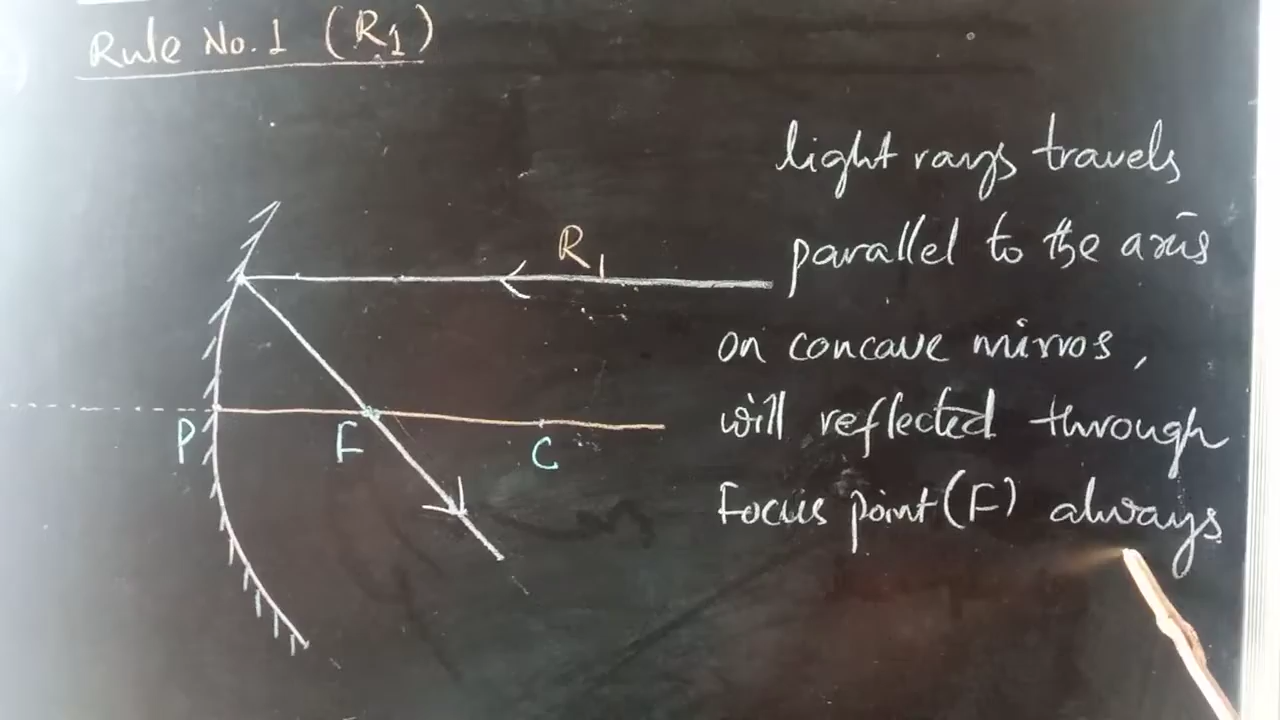 Rule No. 1 (R1)
light rays travels
R1
parallel to the axis
on concave mirros,
will reflected through
P
F
C
Focus point (F) always